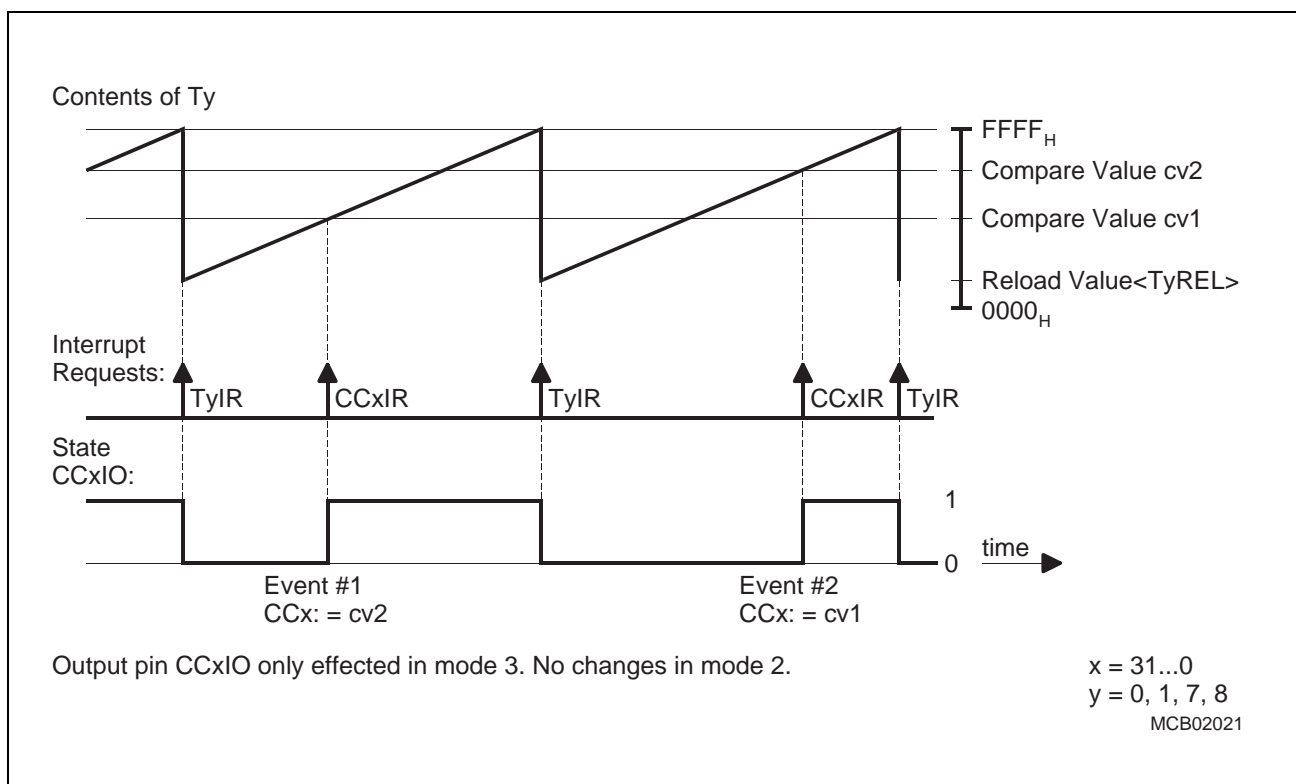 Contents of Ty
FFFFH
Compare Value cv2
Compare Value cv1
Reload Value<TyREL>
0000H
Interrupt
Requests:
TyIR CCxIR TyIR CCxIR TyIR
State
CCxIO:
1
0
time
Event #1
CCx: = cv2
Event #2
CCx: = cv1
Output pin CCxIO only effected in mode 3. No changes in mode 2.
x = 31...0
y = 0, 1, 7, 8
MCB02021